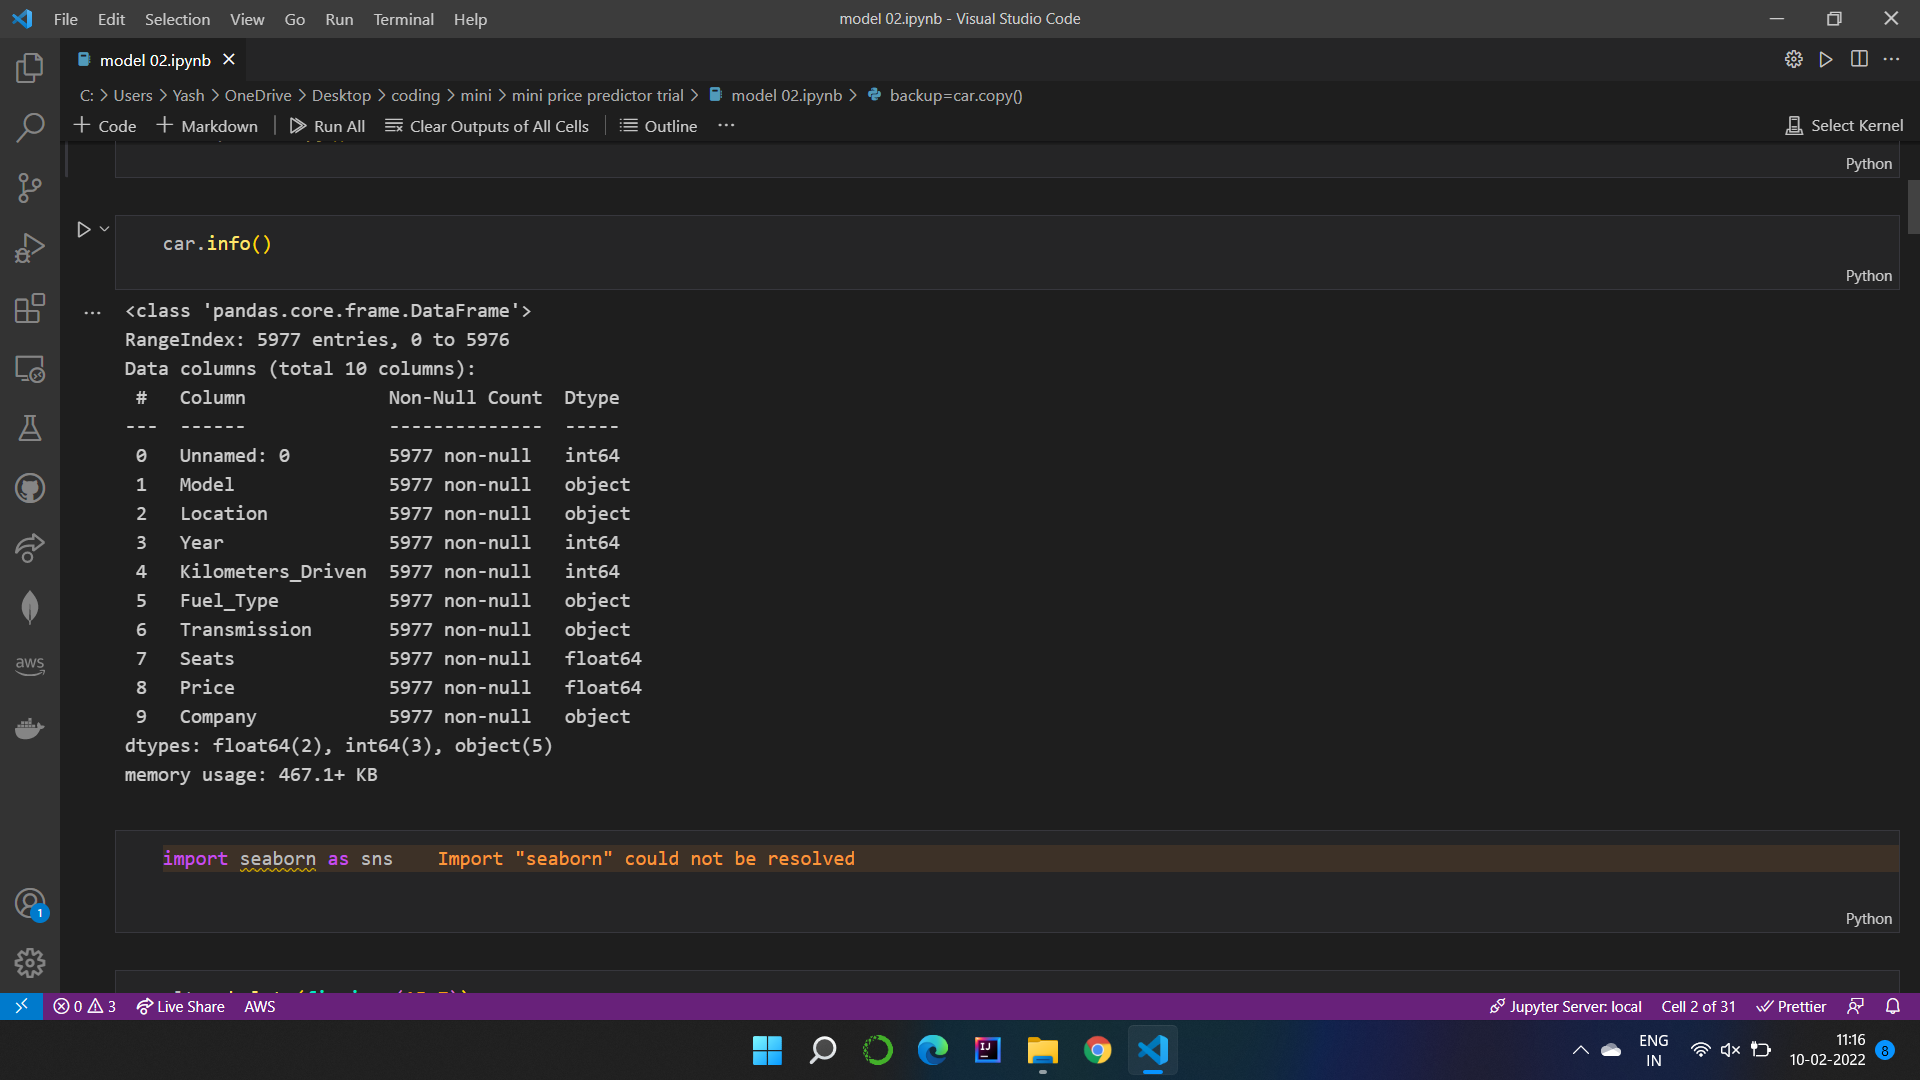 File Edit Selection View Go Run Terminal Help
model 02.ipynb - Visual Studio Code
model 02.ipynb
C: > Users > Yash > OneDrive > Desktop > coding > mini > mini price predictor trial > model 02.ipynb > backup=car.copy()
+ Code + Markdown Run All Clear Outputs of All Cells Outline ··· Select Kernel
Python
car.info()
Python
<class 'pandas.core.frame.DataFrame'>
RangeIndex: 5977 entries, 0 to 5976
Data columns (total 10 columns):
# Column Non-Null Count Dtype
--- ------ -------------- -----
0 Unnamed: 0 5977 non-null int64
1 Model 5977 non-null object
2 Location 5977 non-null object
3 Year 5977 non-null int64
4 Kilometers_Driven 5977 non-null int64
5 Fuel_Type 5977 non-null object
6 Transmission 5977 non-null object
7 Seats 5977 non-null float64
8 Price 5977 non-null float64
9 Company 5977 non-null object
dtypes: float64(2), int64(3), object(5)
memory usage: 467.1+ KB
aws
import seaborn as sns Import "seaborn" could not be resolved
Python
1
0 3 Live Share AWS Jupyter Server: local Cell 2 of 31 Prettier
IJ
ENG
IN
11:16
10-02-2022
8